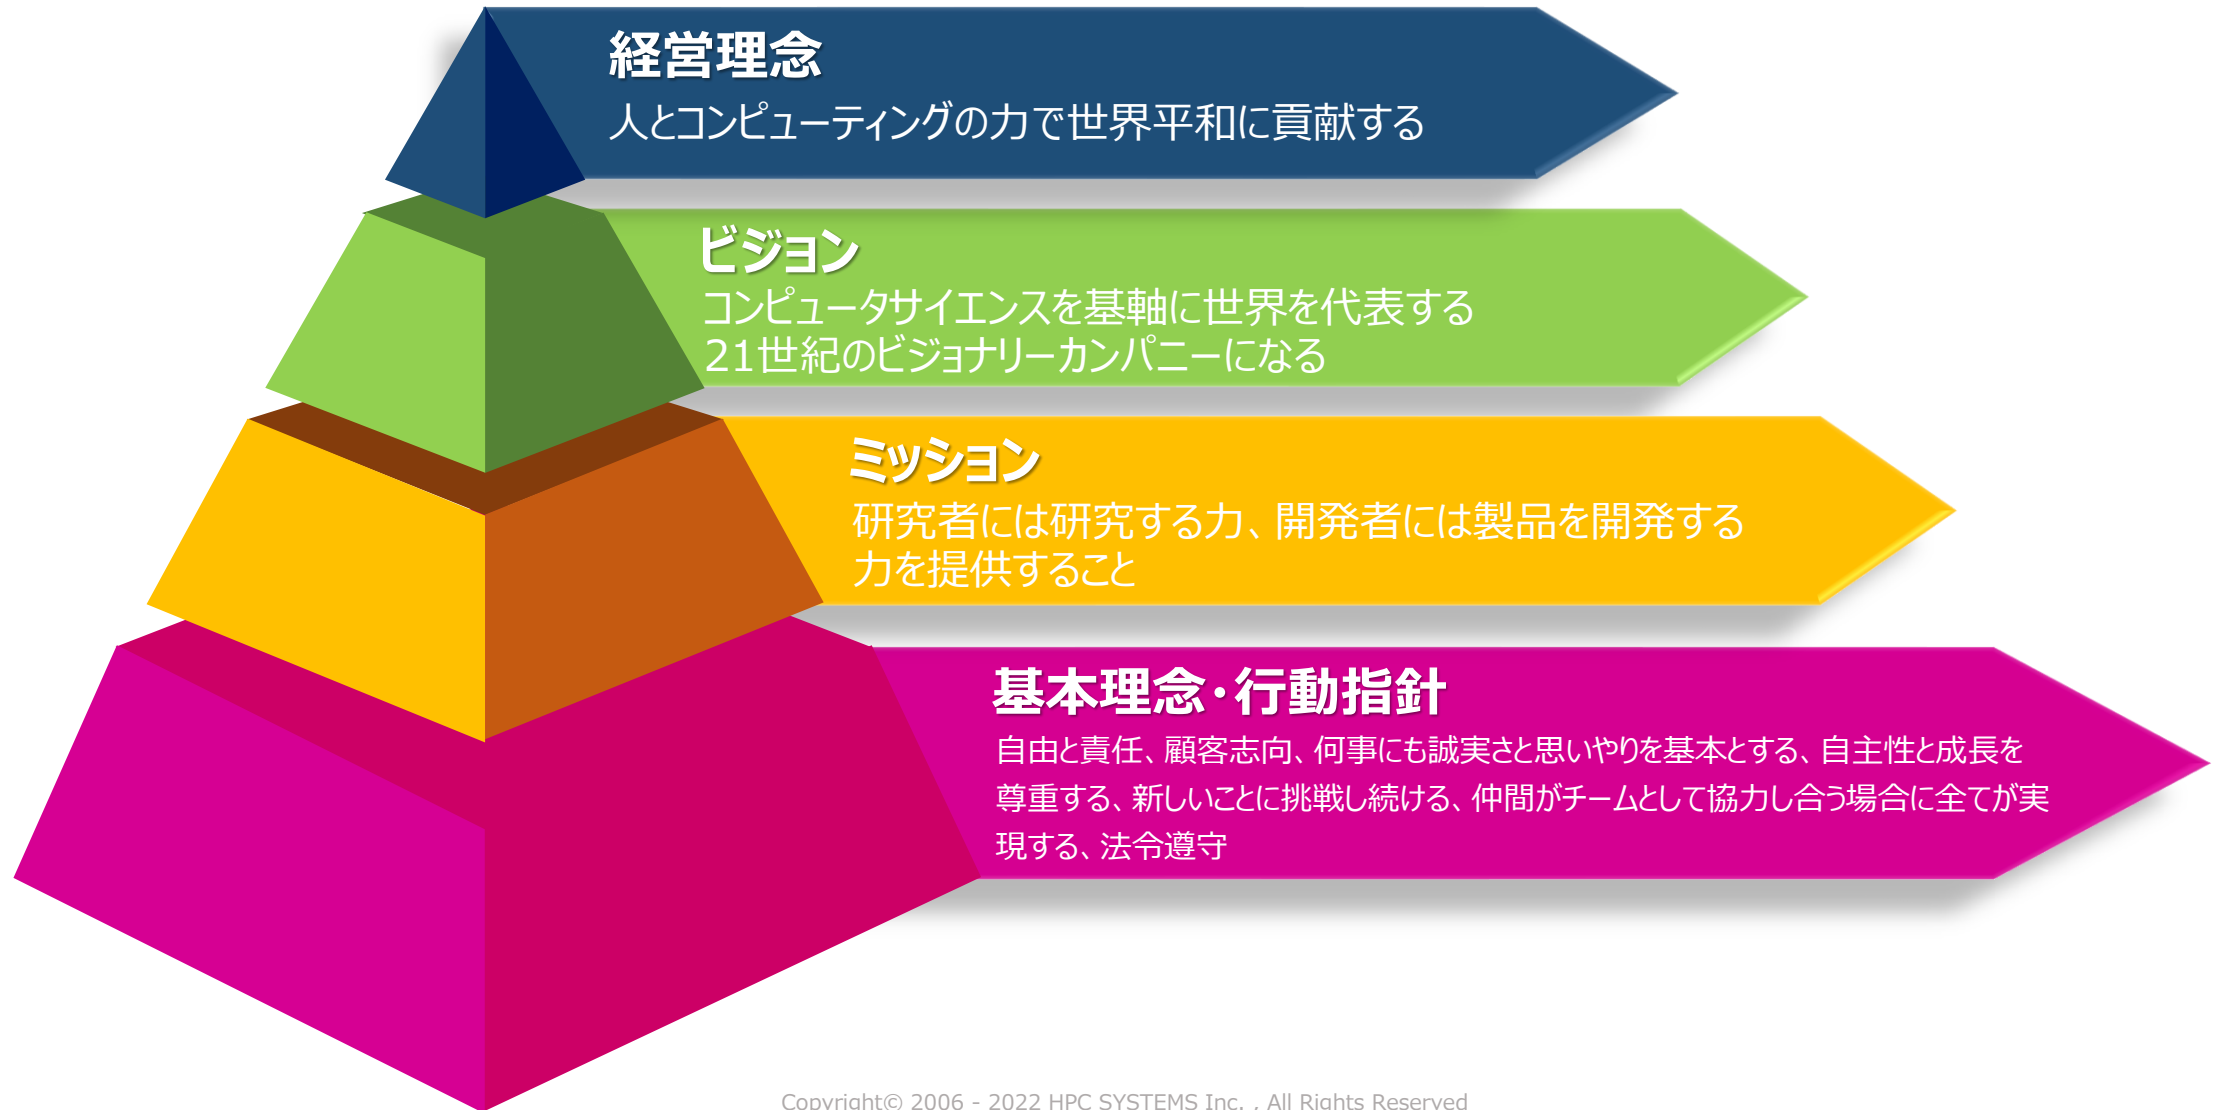 経営理念
人とコンピューティングの力で世界平和に貢献する
ビジョン
コンピュータサイエンスを基軸に世界を代表する
21世紀のビジョナリーカンパニーになる
ミッション
研究者には研究する力、開発者には製品を開発する
力を提供すること
基本理念・行動指針
自由と責任、顧客志向、何事にも誠実さと思いやりを基本とする、自主性と成長を
尊重する、新しいことに挑戦し続ける、仲間がチームとして協力し合う場合に全てが実
現する、法令遵守
Copyright© 2006 - 2022 HPC SYSTEMS Inc. , All Rights Reserved